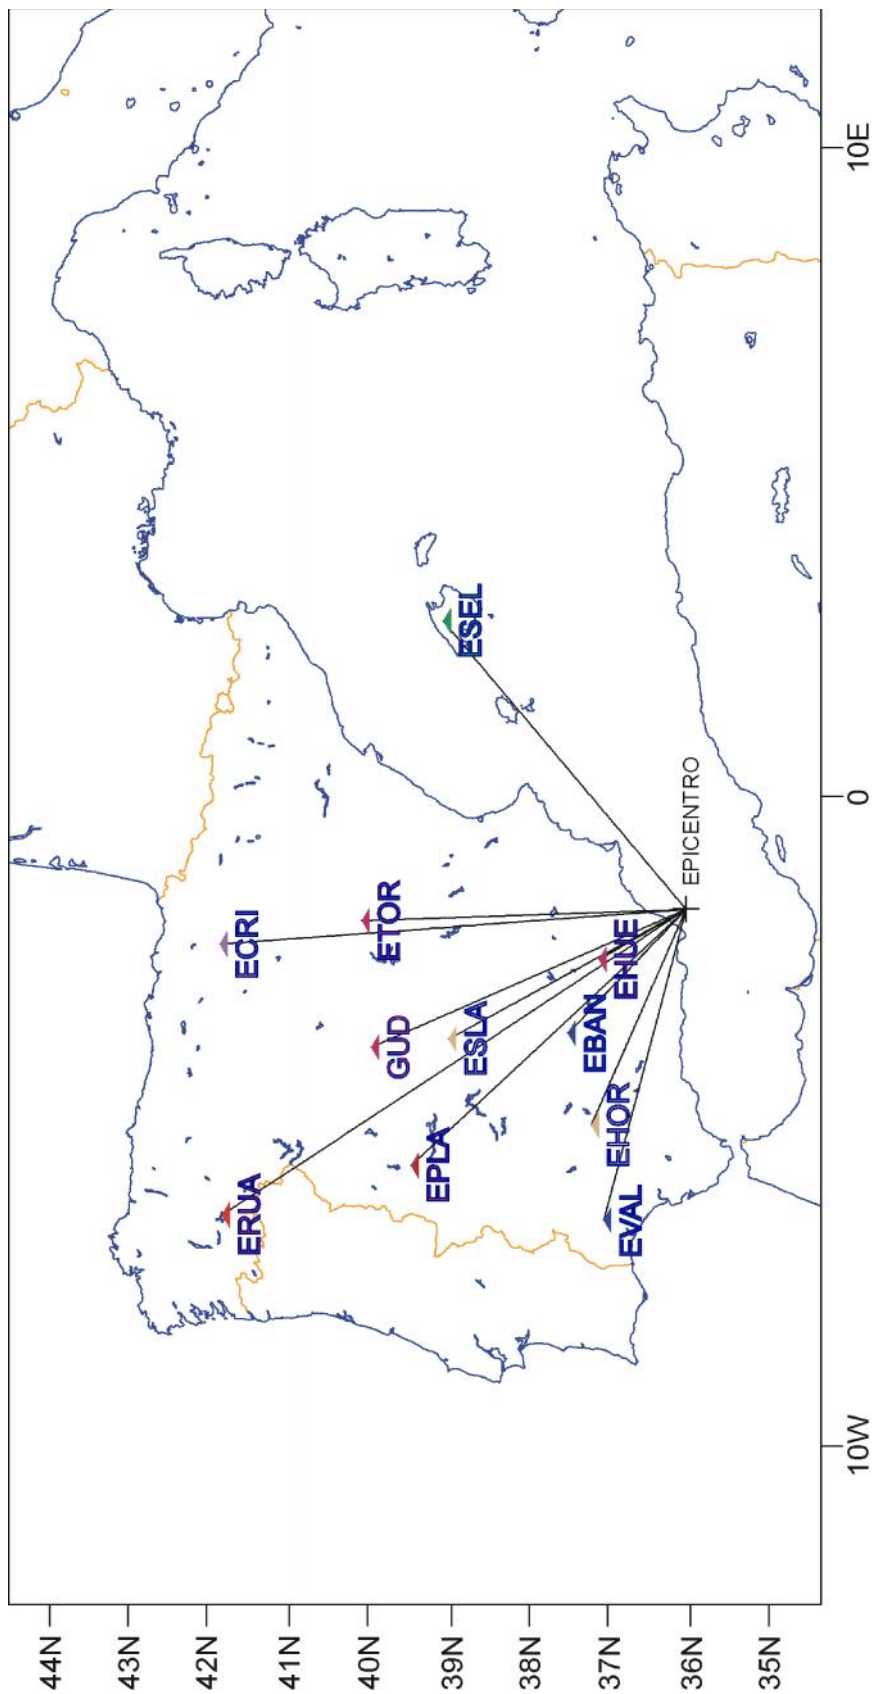 44N
43N
42N
41N
40N
39N
38N
37N
36N
35N
10W
0
10E
ERUA
ECRI
ETOR
GUD
ESLA
EPLA
ESEL
EBAN
EHUE
EHOR
EVAL
EPICENTRO